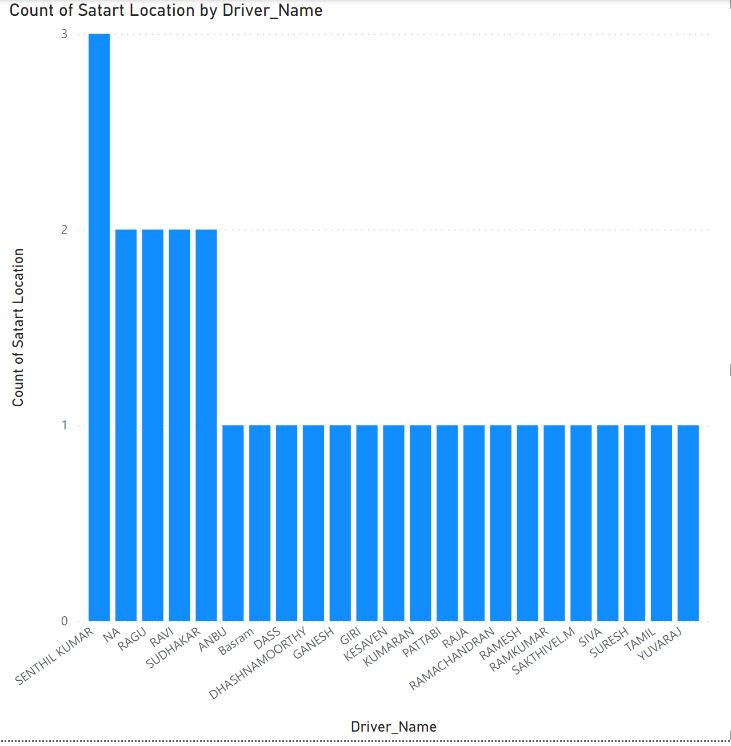 Count of Satart Location by Driver_Name
3
2
1
0
Count of Satart Location
SENTHIL KUMAR
NA
RAGU
RAVI
SUDHAKAR
ANBU
Basram
DASS
DHASHNAMOORTHY
GANESH
GIRI
KESAVEN
KUMARAN
PATTABI
RAJA
RAMACHANDRAN
RAMESH
RAMKUMAR
SAKTHIVEL.M
SIVA
SURESH
TAMIL
YUVARAJ
Driver_Name